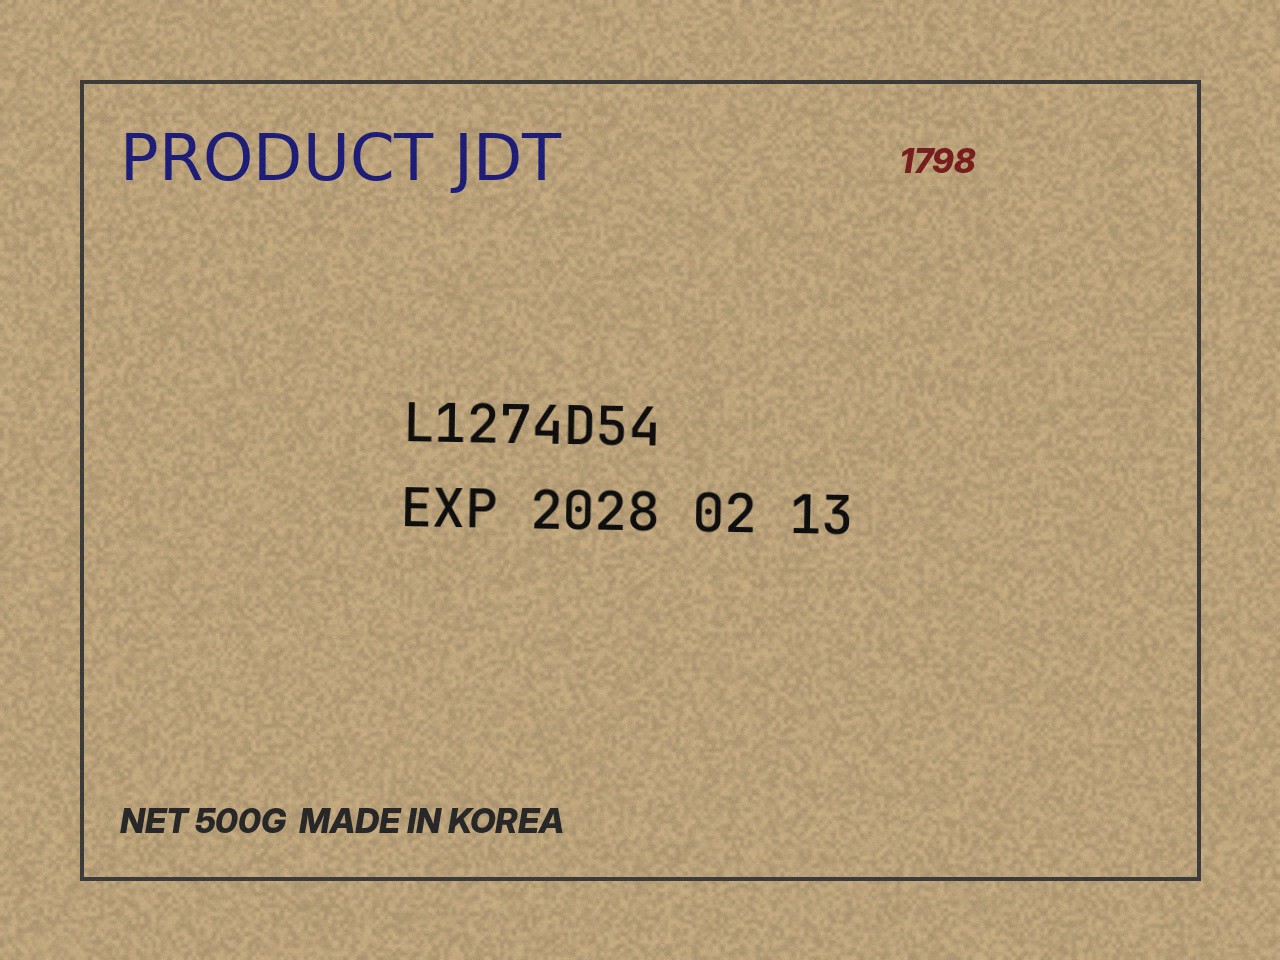 PRODUCT JDT
1798
L1274D54
EXP 2028 02 13
NET 500G MADE IN KOREA